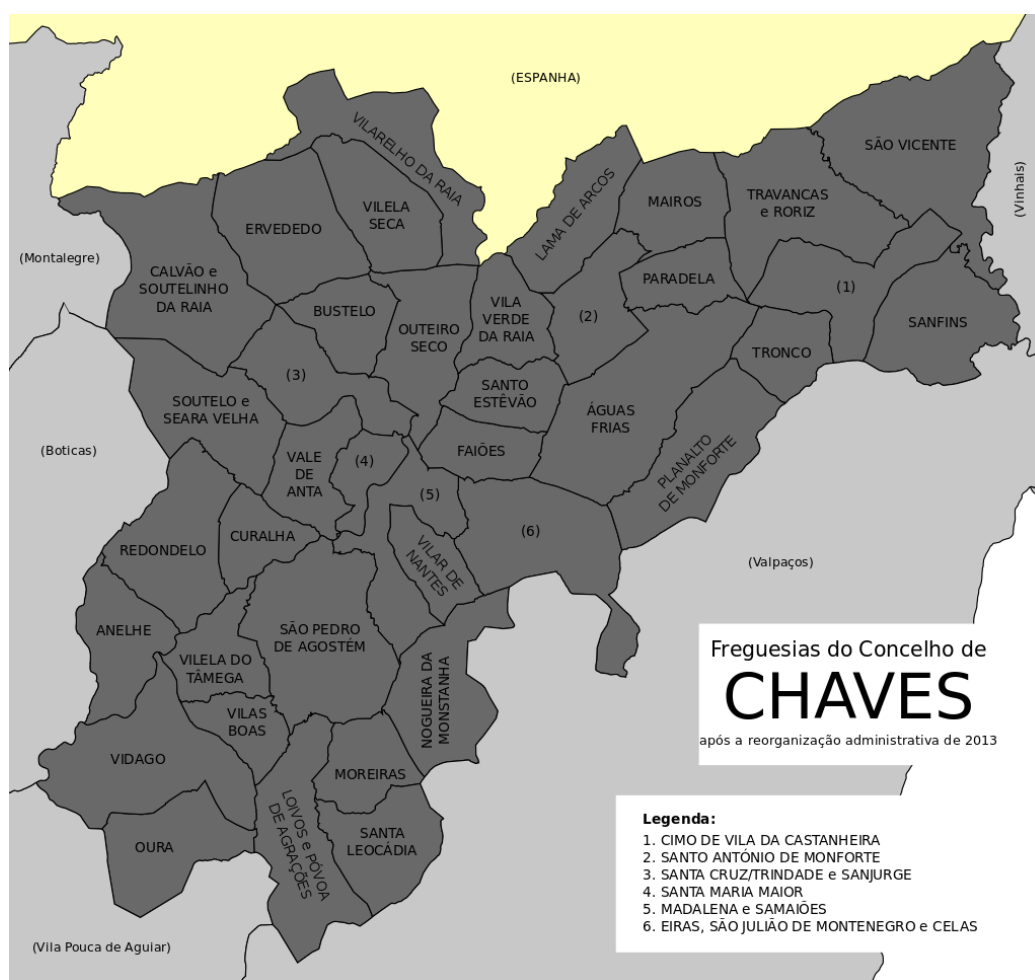 (ESPANHA)
VILARELHO DA RAIA
SÃO VICENTE
(Vinhais)
LAMA DE ARCOS
MAIROS
TRAVANCAS
e RORIZ
VILELA
SECA
ERVEDEDO
(Montalegre)
CALVÃO e
SOUTELINHO
DA RAIA
BUSTELO
OUTEIRO
SECO
VILA
VERDE
DA RAIA
(2)
PARADELA
(1)
SANFINS
TRONCO
(3)
SANTO
ESTÊVÃO
SOUTELO e
SEARA VELHA
ÁGUAS
FRIAS
PLANALTO
DE MONFORTE
(Boticas)
VALE
DE
ANTA
(4)
FAIÕES
(5)
(6)
REDONDELO
CURALHA
VILAR DE
NANTES
(Valpaços)
ANELHE
SÃO PEDRO
DE AGOSTÉM
VILELA DO
TÂMEGA
NOGUEIRA DA
MONSTANHA
VILAS
BOAS
VIDAGO
MOREIRAS
LOIVOS e PÓVOA
DE AGRAÇÕES
OURA
SANTA
LEOCÁDIA
(Vila Pouca de Aguiar)
Freguesias do Concelho de
CHAVES
após a reorganização administrativa de 2013
Legenda:
1. CIMO DE VILA DA CASTANHEIRA
2. SANTO ANTÓNIO DE MONFORTE
3. SANTA CRUZ/TRINDADE e SANJURGE
4. SANTA MARIA MAIOR
5. MADALENA e SAMAIÕES
6. EIRAS, SÃO JULIÃO DE MONTENEGRO e CELAS